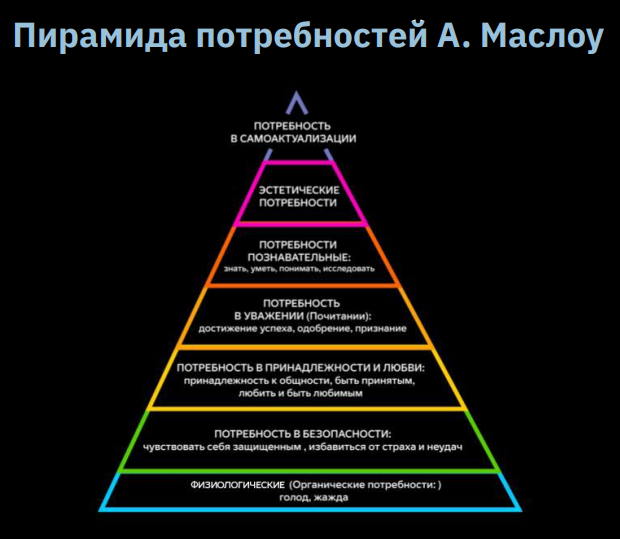 Пирамида потребностей А. Маслоу
ПОТРЕБНОСТЬ
В САМОАКТУАЛИЗАЦИИ
ЭСТЕТИЧЕСКИЕ
ПОТРЕБНОСТИ
ПОТРЕБНОСТИ
ПОЗНАВАТЕЛЬНЫЕ:
знать, уметь, понимать, исследовать
ПОТРЕБНОСТЬ
В УВАЖЕНИИ (Почитании):
достижение успеха, одобрение, признание
ПОТРЕБНОСТЬ В ПРИНАДЛЕЖНОСТИ И ЛЮБВИ:
принадлежность к общности, быть принятым,
любить и быть любимым
ПОТРЕБНОСТЬ В БЕЗОПАСНОСТИ:
чувствовать себя защищенным , избавиться от страха и неудач
ФИЗИОЛОГИЧЕСКИЕ (Органические потребности: )
голод, жажда